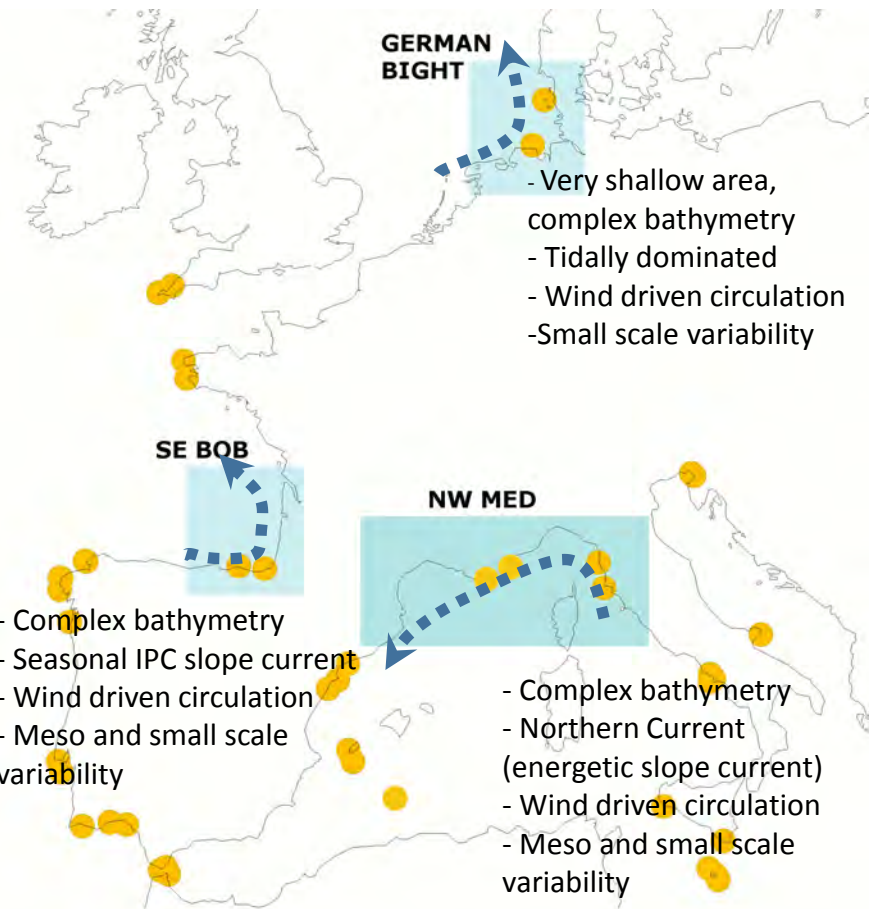 GERMAN
BIGHT
- Very shallow area,
complex bathymetry
- Tidally dominated
- Wind driven circulation
-Small scale variability
SE BOB
NW MED
- Complex bathymetry
- Seasonal IPC slope current
- Wind driven circulation
- Meso and small scale
variability
- Complex bathymetry
- Northern Current
(energetic slope current)
- Wind driven circulation
- Meso and small scale
variability